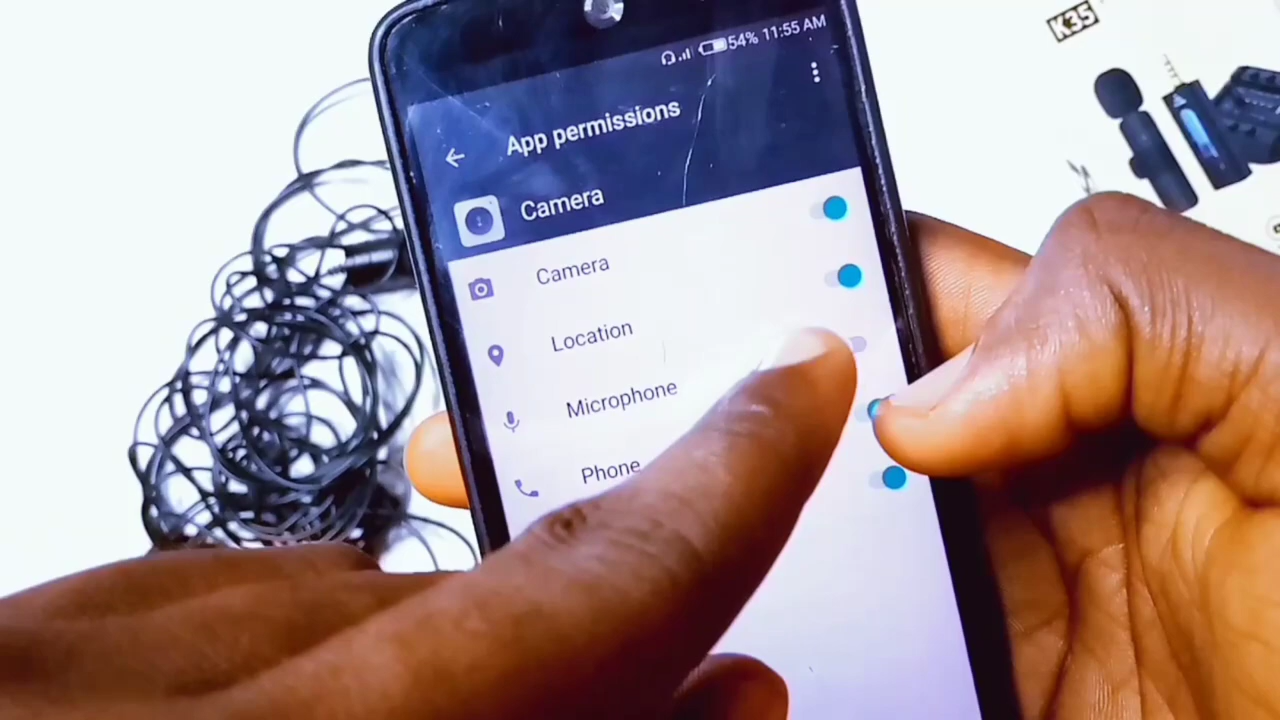 K35
54% 11:55 AM
App permissions
Camera
Camera
Location
Microphone
Phone